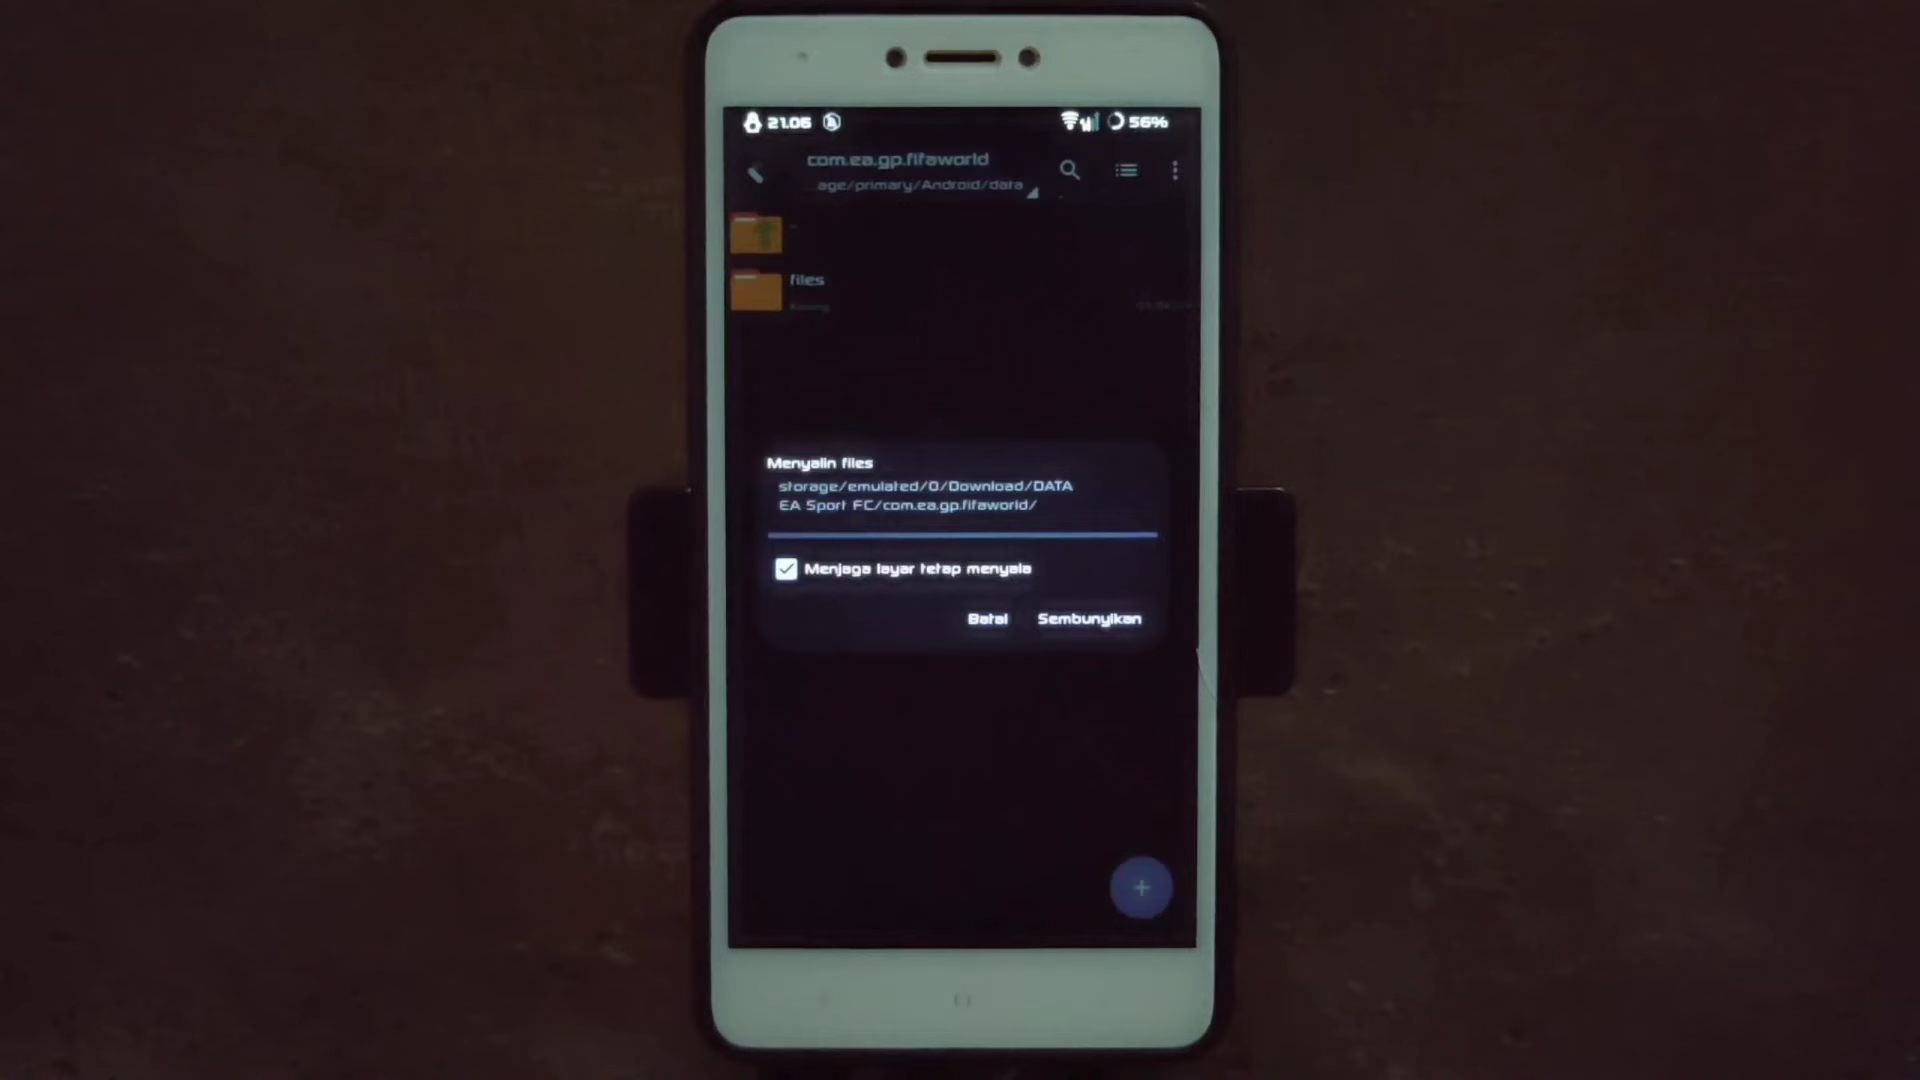 21.06
56%
com.ea.gp.fifaworld
age/primary/Android/data
files
Menyalin files
storage/emulated/0/Download/DATA
EA Sport FC/com.ea.gp.fifaworld/
Menjaga layar tetap menyala
Batal
Sembunyikan